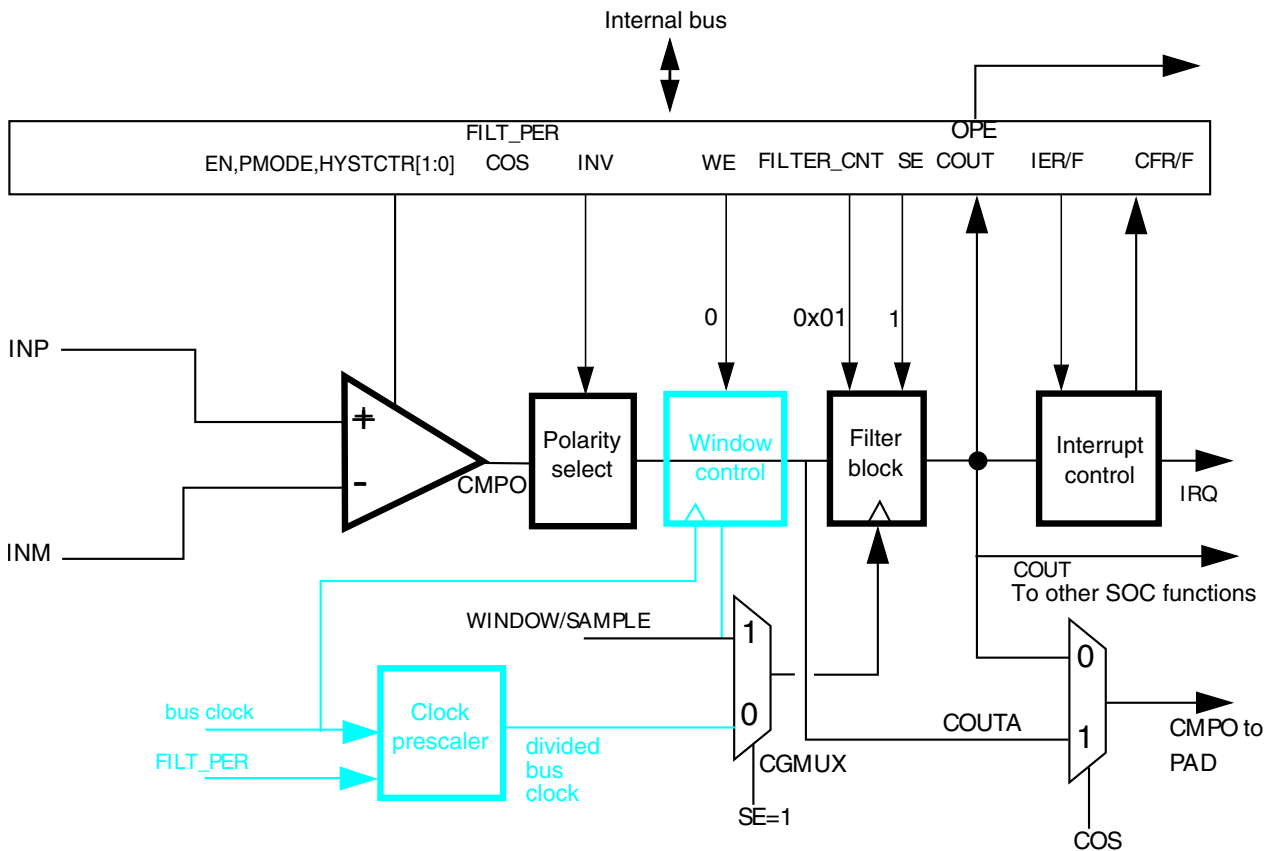 Internal bus
FILT_PER
OPE
EN,PMODE,HYSTCTR[1:0]
COS
INV
WE
FILTER_CNT
SE
COUT
IER/F
CFR/F
0
0x01
1
INP
+
-
INM
CMPO
Polarity
select
Window
control
Filter
block
Interrupt
control
IRQ
COUT
To other SOC functions
WINDOW/SAMPLE
1
0
CGMUX
SE=1
bus clock
FILT_PER
Clock
prescaler
divided
bus
clock
COUTA
0
1
CMPO to
PAD
COS